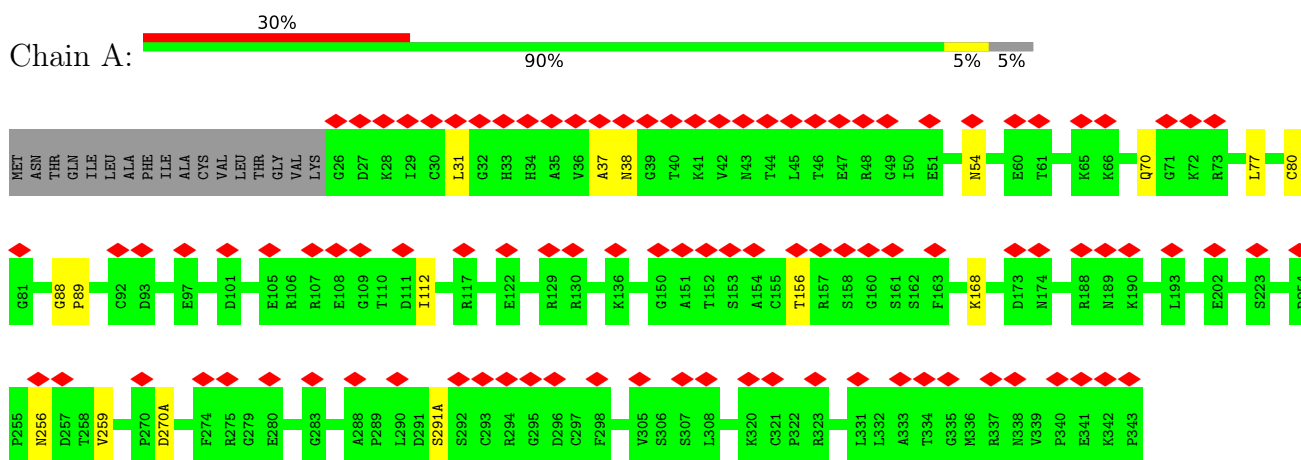 30%
Chain A:
90% 5% 5%
MET ASN THR GLN ILE LEU ALA PHE ILE ALA CYS VAL LEU THR GLY VAL LYS G26 D27 K28 I29 C30 L31 G32 H33 H34 A35 V36 A37 N38 G39 T40 K41 V42 N43 T44 L45 T46 E47 R48 G49 I50 E51 N54 E60 T61 K65 K66 Q70 G71 K72 R73 L77 C80
G81 G88 P89 C92 D93 E97 D101 E105 R106 R107 E108 G109 T110 D111 I112 R117 E122 R129 R130 K136 G150 A151 T152 S153 A154 C155 T156 R157 S158 G160 S161 S162 F163 K168 D173 N174 R188 N189 K190 L193 E202 S223
P255 N256 D257 T258 V259 P270 D270A F274 R275 G279 E280 G283 A288 P289 L290 D291 S291A S292 C293 R294 G295 D296 C297 F298 V305 S306 S307 L308 K320 C321 P322 R323 L331 L332 A333 T334 G335 M336 R337 N338 V339 P340 E341 K342 P343